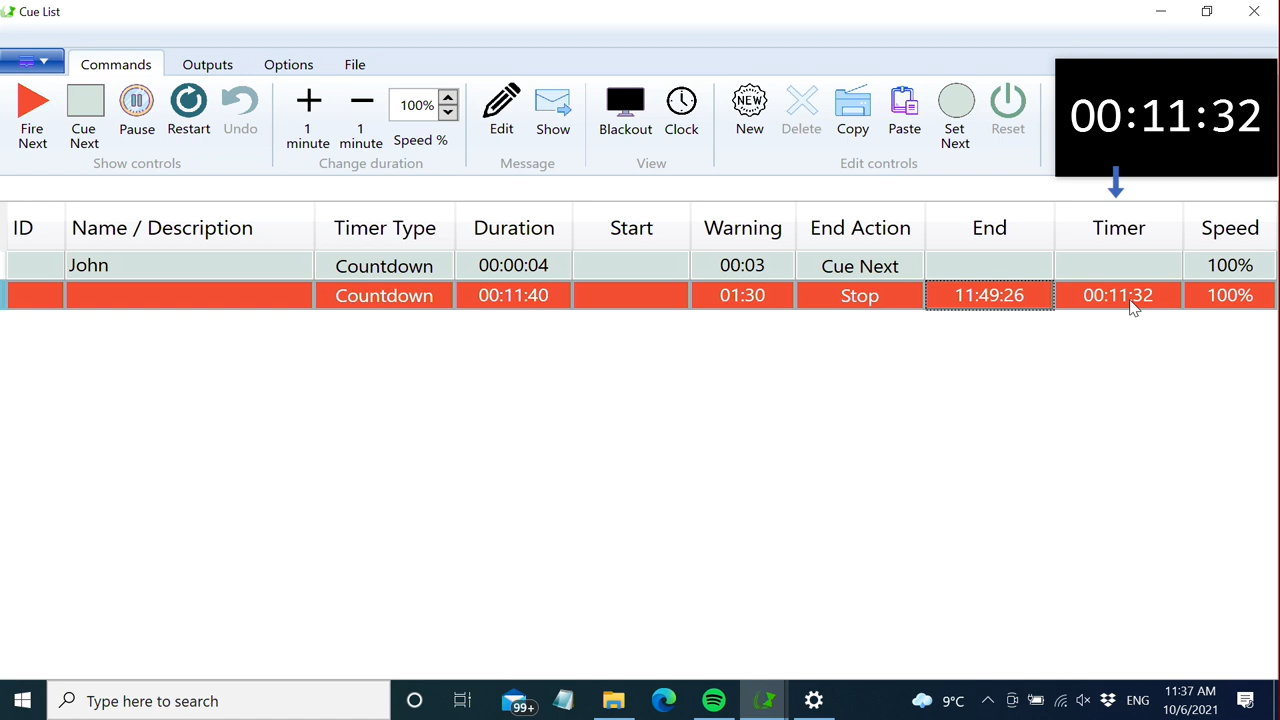 Cue List
Commands Outputs Options File
Fire Next
Cue Next
Pause
Restart
Undo
1 minute
1 minute
100%
Speed %
Edit
Show
Blackout
Clock
NEW
New
Delete
Copy
Paste
Set Next
Reset
Show controls
Change duration
Message
View
Edit controls
00:11:32
ID Name / Description Timer Type Duration Start Warning End Action End Timer Speed
John Countdown 00:00:04 00:03 Cue Next 100%
Countdown 00:11:40 01:30 Stop 11:49:26 00:11:32 100%
Type here to search
99+
9°C
ENG
11:37 AM
10/6/2021